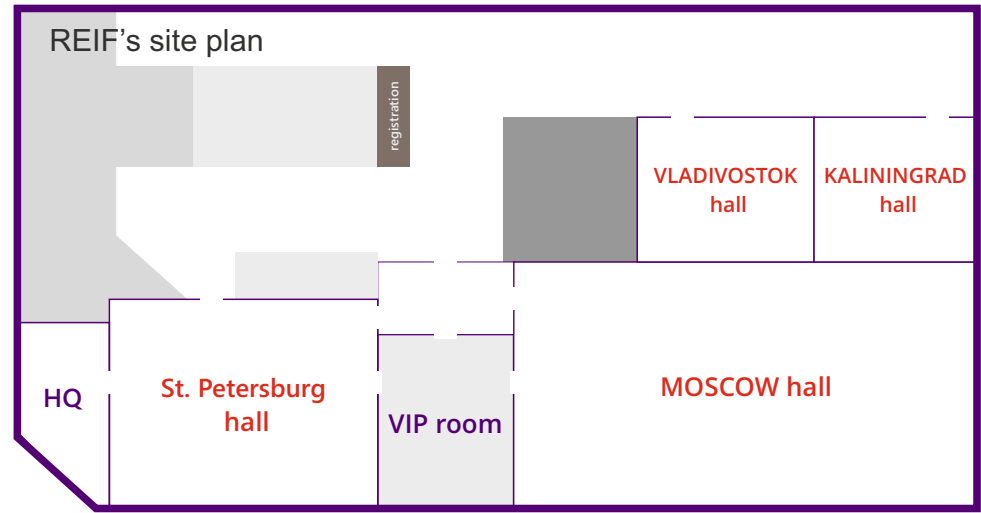 REIF's site plan
registration
VLADIVOSTOK
hall
KALININGRAD
hall
HQ
St. Petersburg
hall
VIP room
MOSCOW hall